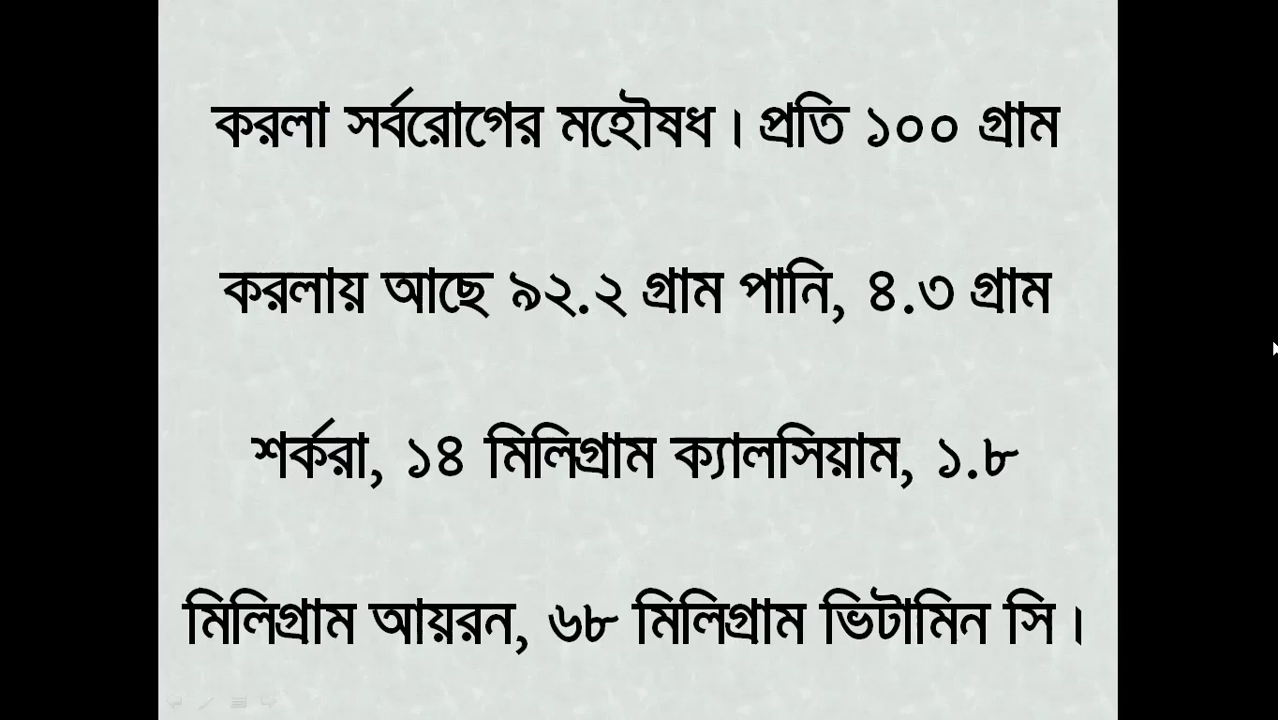 করলা সর্বরোগের মহৌষধ। প্রতি ১০০ গ্রাম
করলায় আছে ৯২.২ গ্রাম পানি, ৪.৩ গ্রাম
শর্করা, ১৪ মিলিগ্রাম ক্যালসিয়াম, ১.৮
মিলিগ্রাম আয়রন, ৬৮ মিলিগ্রাম ভিটামিন সি।